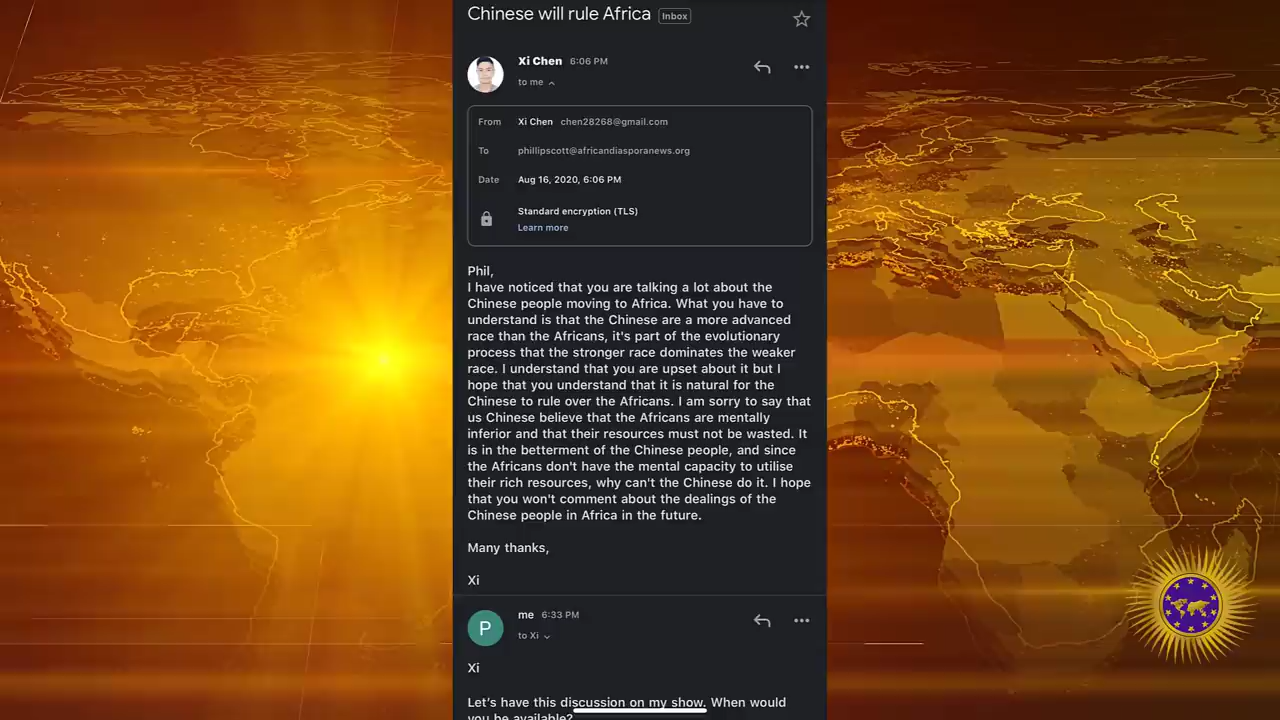 Chinese will rule Africa Inbox
Xi Chen 6:06 PM
to me
From Xi Chen chen28268@gmail.com
To phillipscott@africandiasporanews.org
Date Aug 16, 2020, 6:06 PM
Standard encryption (TLS)
Learn more
Phil,
I have noticed that you are talking a lot about the
Chinese people moving to Africa. What you have to
understand is that the Chinese are a more advanced
race than the Africans, it's part of the evolutionary
process that the stronger race dominates the weaker
race. I understand that you are upset about it but I
hope that you understand that it is natural for the
Chinese to rule over the Africans. I am sorry to say that
us Chinese believe that the Africans are mentally
inferior and that their resources must not be wasted. It
is in the betterment of the Chinese people, and since
the Africans don't have the mental capacity to utilise
their rich resources, why can't the Chinese do it. I hope
that you won't comment about the dealings of the
Chinese people in Africa in the future.
Many thanks,
Xi
P
me 6:33 PM
to Xi
Xi
Let's have this discussion on my show. When would
you be available?